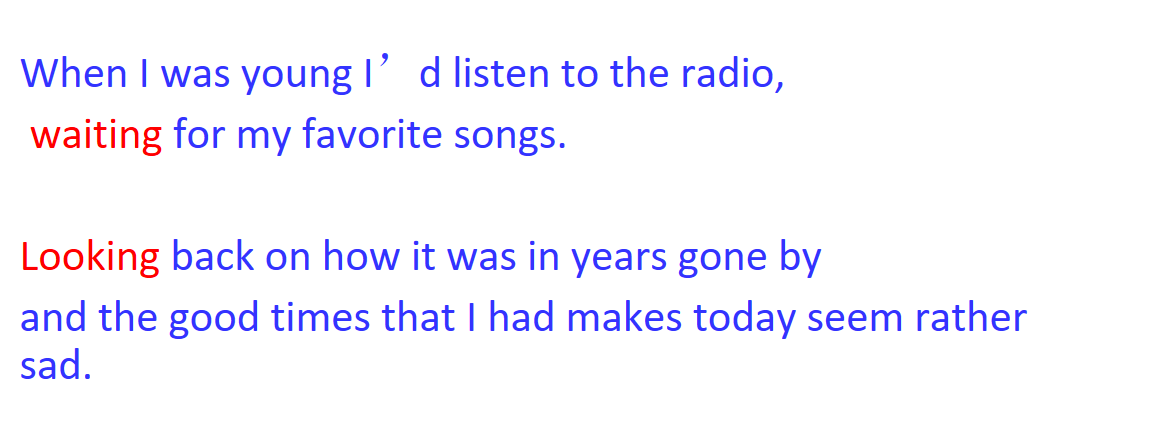 When I was young I’d listen to the radio,
waiting for my favorite songs.
Looking back on how it was in years gone by
and the good times that I had makes today seem rather
sad.